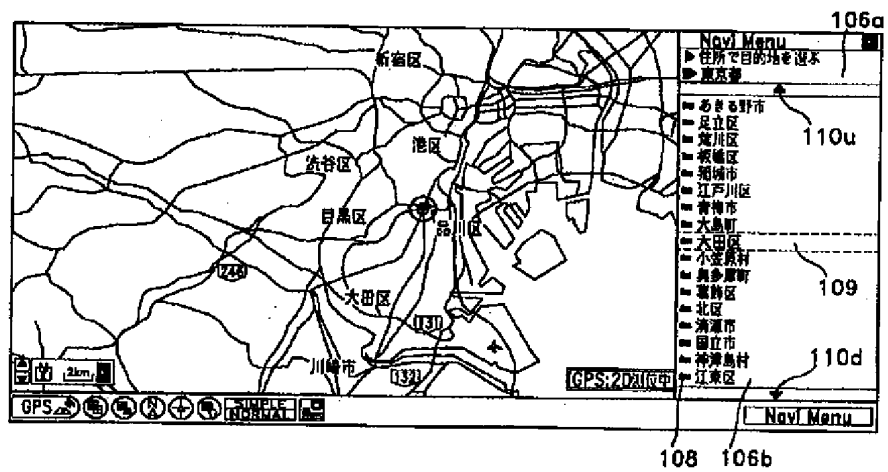 106a
Navi Menu
住所で目的地を選ぶ
東京都
110u
新宿区
港区
渋谷区
目黒区
品川区
246
大田区
131
川崎市
131
2km
GPS:2D測位中
あきる野市
足立区
荒川区
板橋区
稲城市
江戸川区
青梅市
大島町
大田区
109
小笠原村
奥多摩町
葛飾区
北区
清瀬市
国立市
神津島村
江東区
110d
GPS
N
SIMPLE
NORMAL
Navi Menu
108
106b